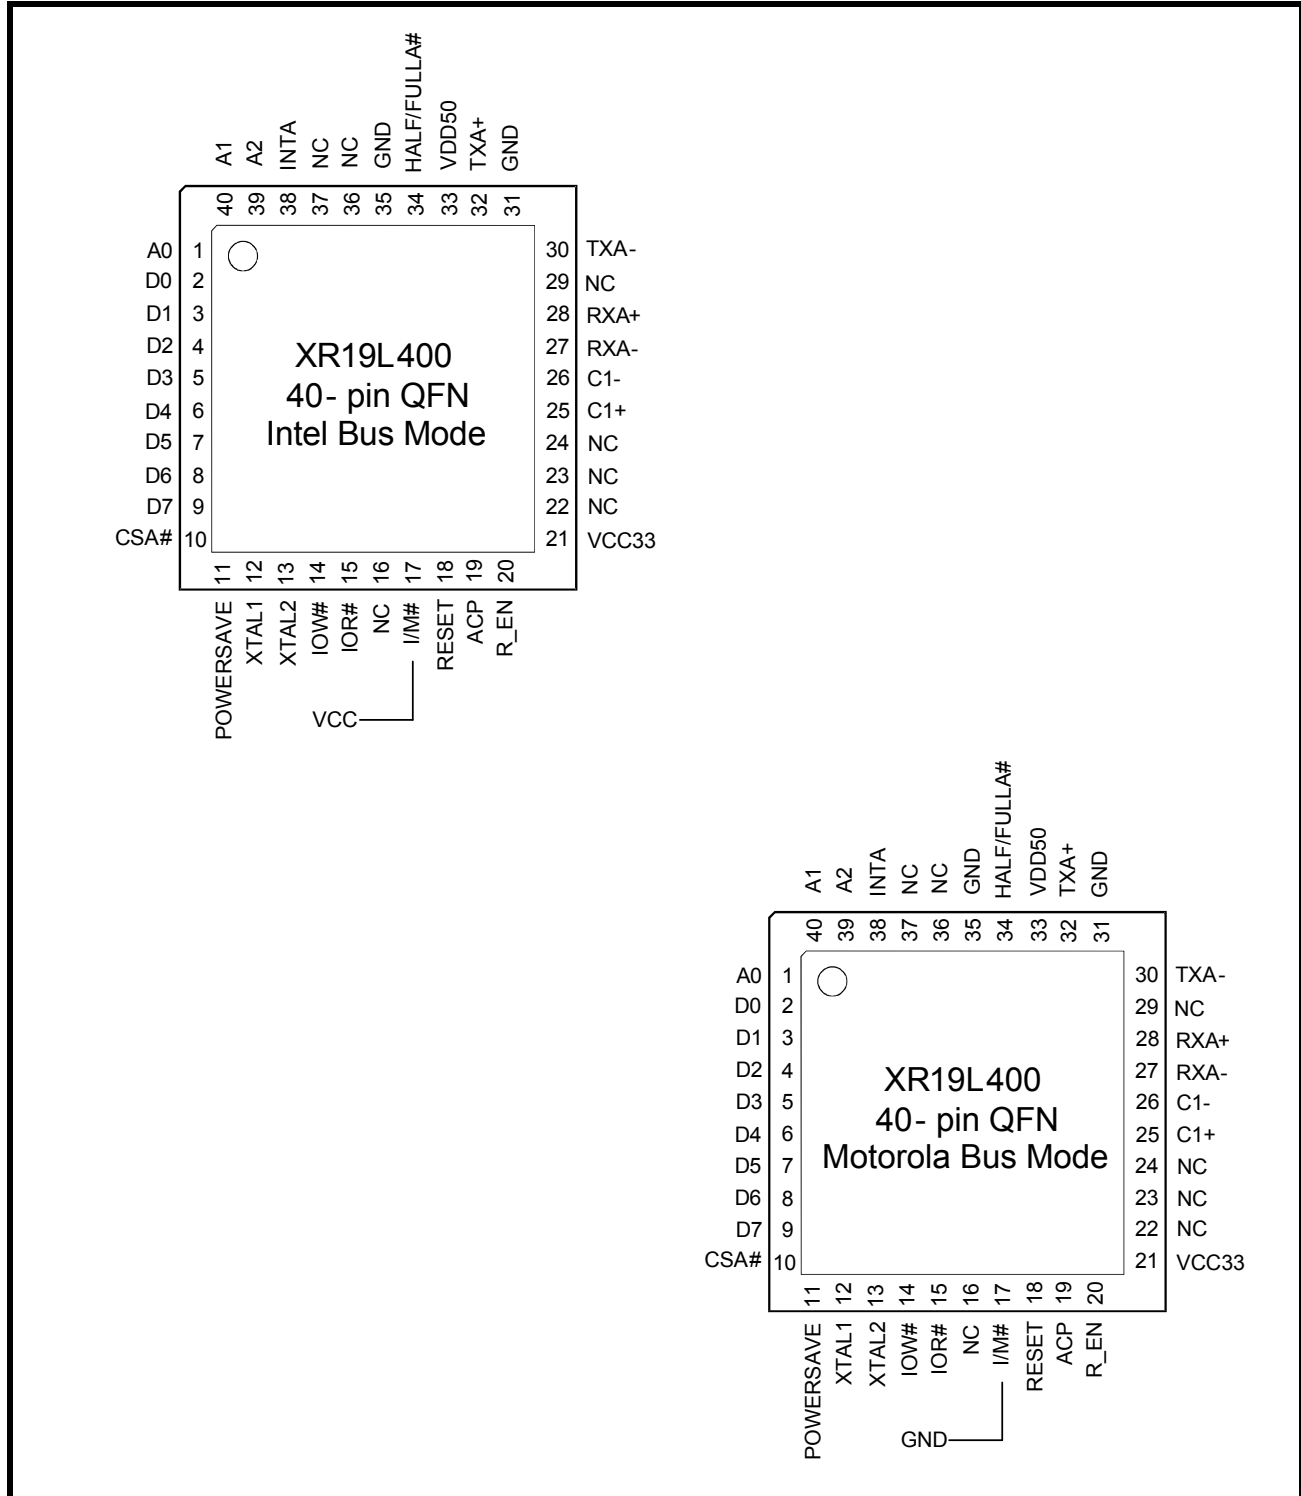 A1
A2
INTA
NC
NC
GND
HALF/FULLA#
VDD50
TXA+
GND
40
39
38
37
36
35
34
33
32
31
A0 1
D0 2
D1 3
D2 4
D3 5
D4 6
D5 7
D6 8
D7 9
CSA# 10
XR19L400
40- pin QFN
Intel Bus Mode
30 TXA-
29 NC
28 RXA+
27 RXA-
26 C1-
25 C1+
24 NC
23 NC
22 NC
21 VCC33
11
12
13
14
15
16
17
18
19
20
POWERSAVE
XTAL1
XTAL2
IOW#
IOR#
NC
I/M#
RESET
ACP
R_EN
VCC
A1
A2
INTA
NC
NC
GND
HALF/FULLA#
VDD50
TXA+
GND
40
39
38
37
36
35
34
33
32
31
A0 1
D0 2
D1 3
D2 4
D3 5
D4 6
D5 7
D6 8
D7 9
CSA# 10
XR19L400
40- pin QFN
Motorola Bus Mode
30 TXA-
29 NC
28 RXA+
27 RXA-
26 C1-
25 C1+
24 NC
23 NC
22 NC
21 VCC33
11
12
13
14
15
16
17
18
19
20
POWERSAVE
XTAL1
XTAL2
IOW#
IOR#
NC
I/M#
RESET
ACP
R_EN
GND